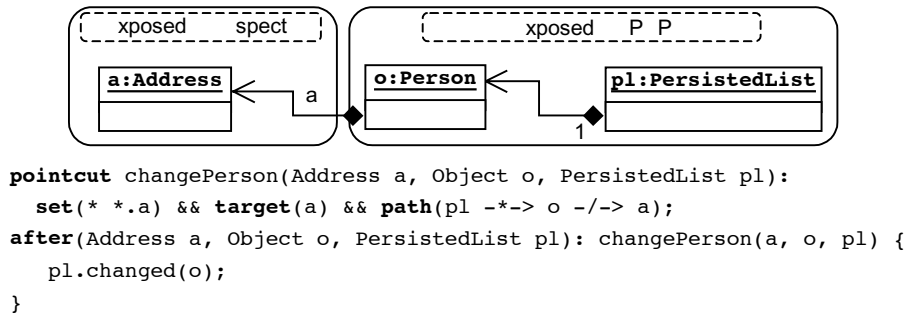 xposed spect
xposed P P
a:Address
o:Person
pl:PersistedList
a
1
pointcut changePerson(Address a, Object o, PersistedList pl):
set(* *.a) && target(a) && path(pl -*-> o -/-> a);
after(Address a, Object o, PersistedList pl): changePerson(a, o, pl) {
pl.changed(o);
}